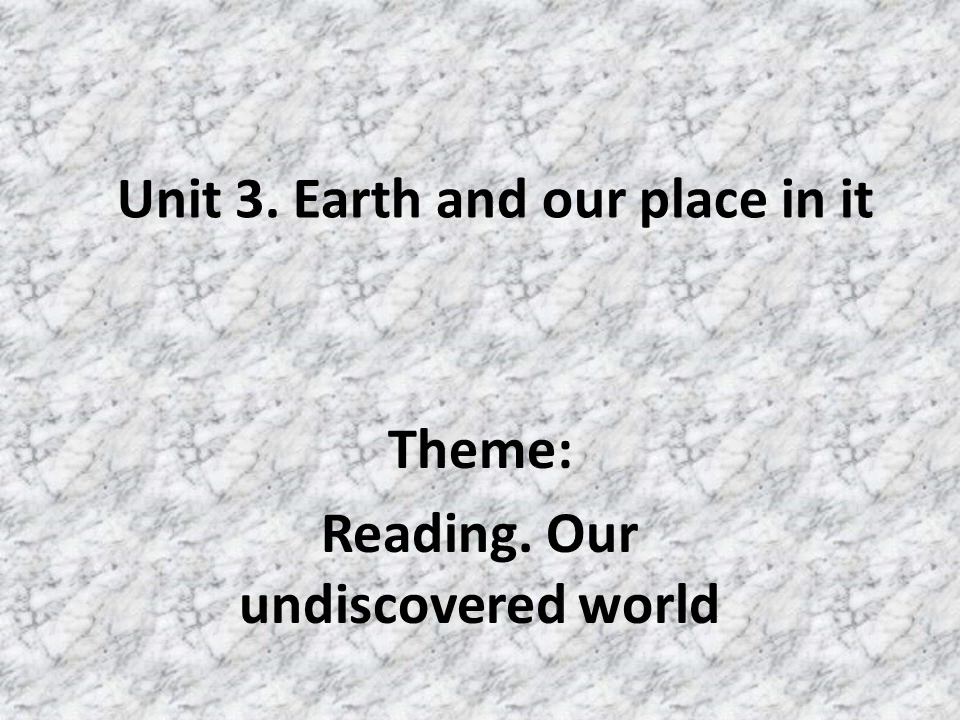 Unit 3. Earth and our place in it
Theme:
Reading. Our
undiscovered world